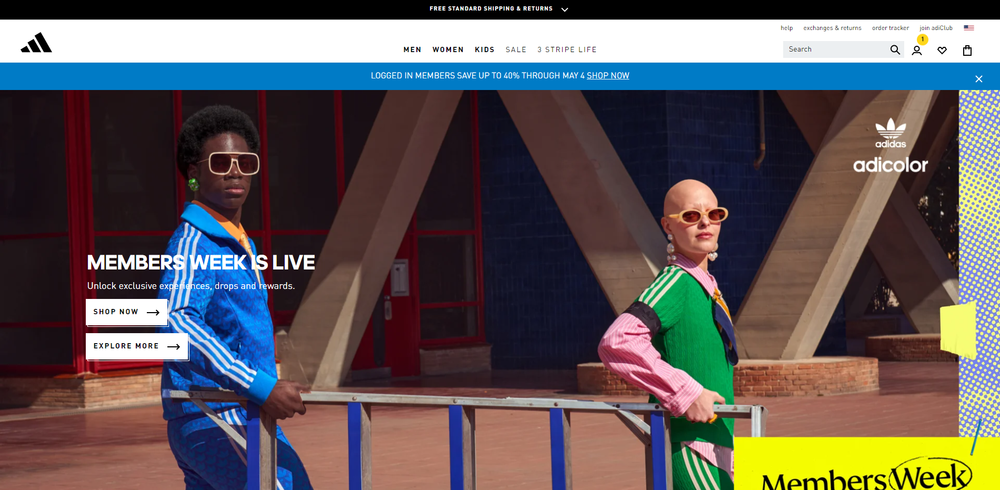 FREE STANDARD SHIPPING & RETURNS
help exchanges & returns order tracker join adiClub
1
MEN WOMEN KIDS SALE 3 STRIPE LIFE
Search
LOGGED IN MEMBERS SAVE UP TO 40% THROUGH MAY 4 SHOP NOW
adidas
adicolor
MEMBERS WEEK IS LIVE
Unlock exclusive experiences, drops and rewards.
SHOP NOW
EXPLORE MORE
Members Week